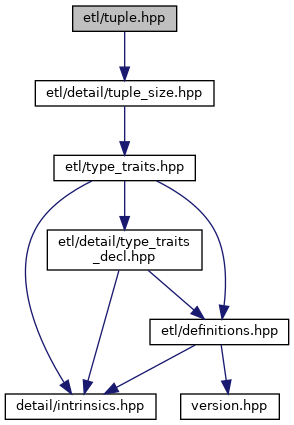 etl/tuple.hpp
etl/detail/tuple_size.hpp
etl/type_traits.hpp
etl/detail/type_traits
_decl.hpp
etl/definitions.hpp
detail/intrinsics.hpp
version.hpp